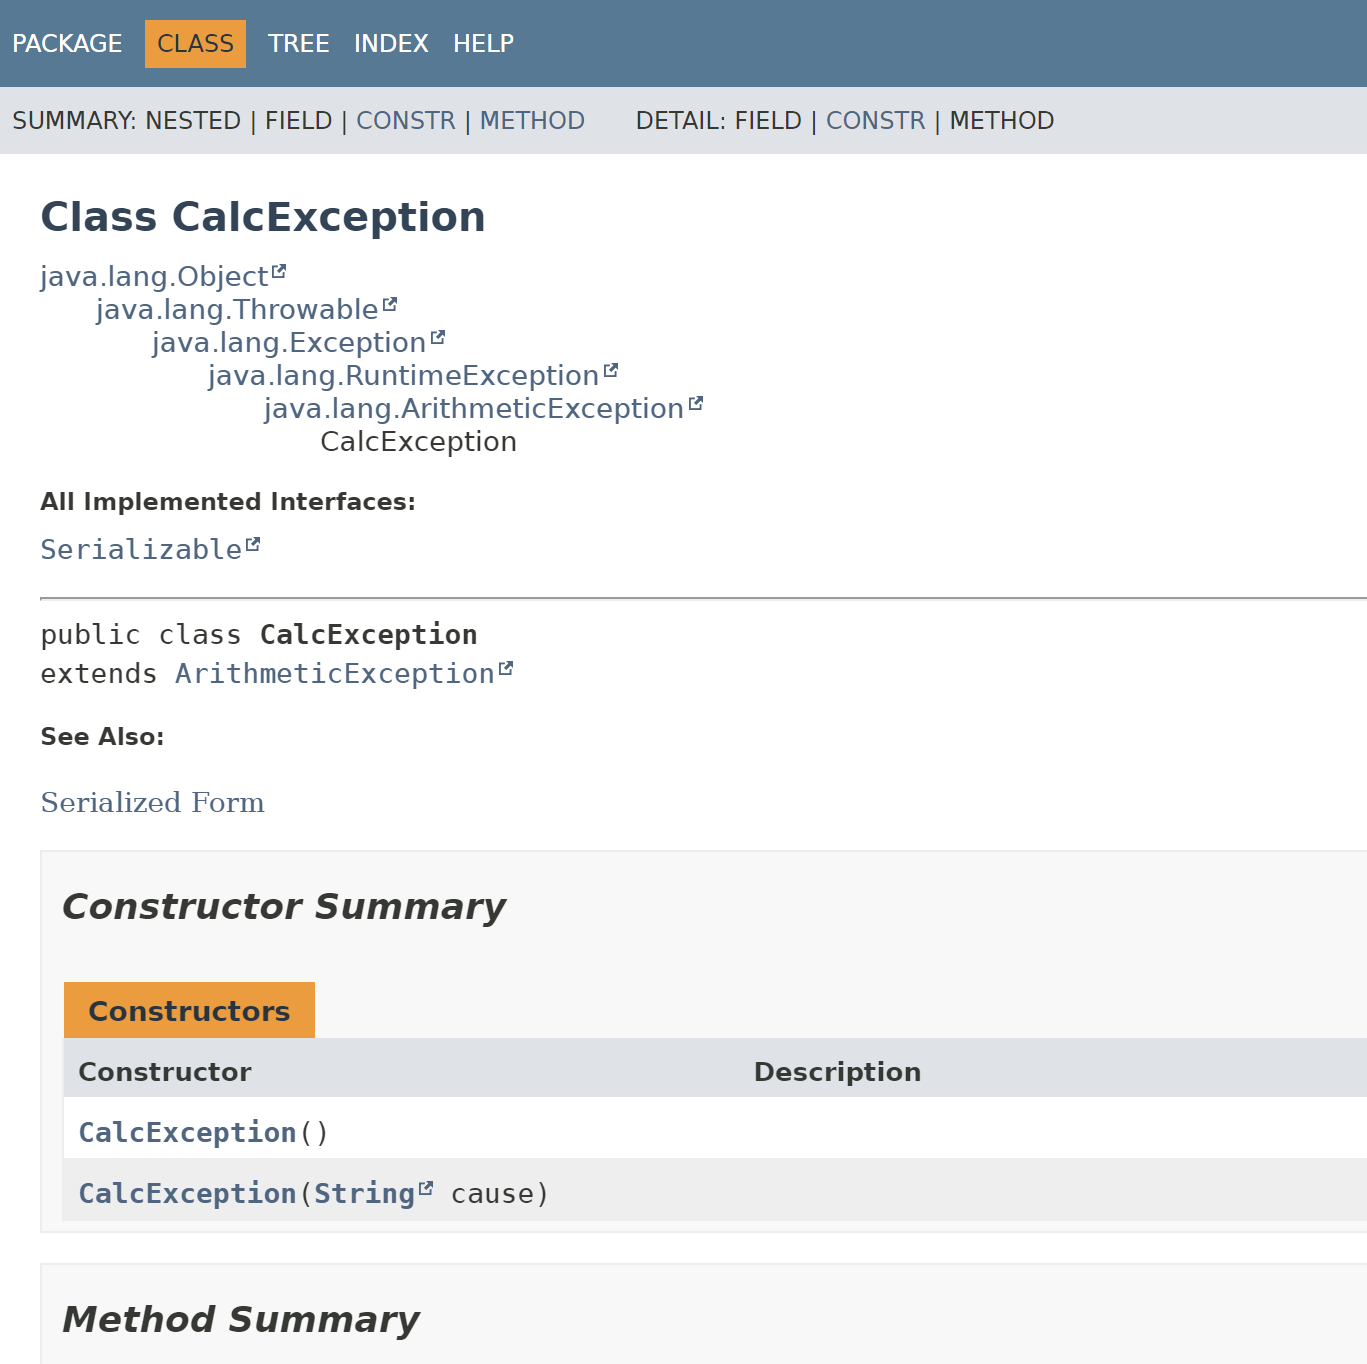 PACKAGE CLASS TREE INDEX HELP
SUMMARY: NESTED | FIELD | CONSTR | METHOD DETAIL: FIELD | CONSTR | METHOD
Class CalcException
java.lang.Object
java.lang.Throwable
java.lang.Exception
java.lang.RuntimeException
java.lang.ArithmeticException
CalcException
All Implemented Interfaces:
Serializable
public class CalcException
extends ArithmeticException
See Also:
Serialized Form
Constructor Summary
Constructors
Constructor Description
CalcException()
CalcException(String cause)
Method Summary